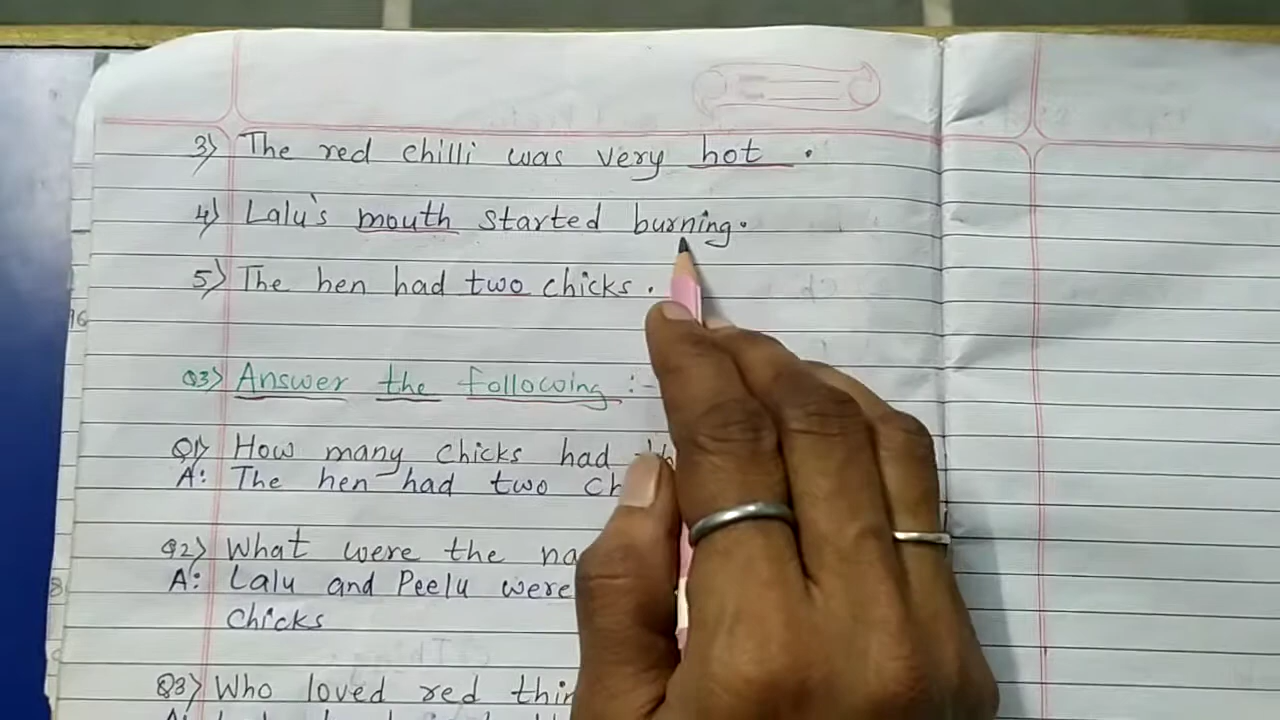 3) The red chilli was very hot .
4) Lalu's mouth started burning.
5) The hen had two chicks .
Q3) Answer the following :-
Q1) How many chicks had
A: The hen had two
Q2) What were the
A: Lalu and Peelu were
chicks
Q3) Who loved red